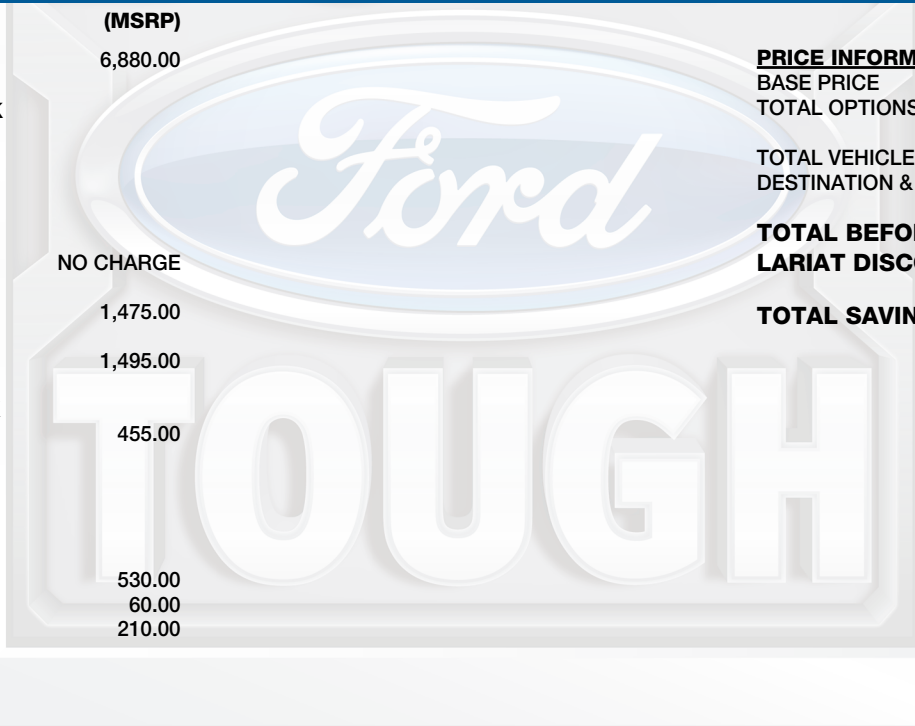 (MSRP)
6,880.00
NO CHARGE
1,475.00
1,495.00
455.00
530.00
60.00
210.00
PRICE INFORM
BASE PRICE
TOTAL OPTIONS
TOTAL VEHICLE
DESTINATION &
TOTAL BEFO
LARIAT DISC
TOTAL SAVIN
Ford
TOUGH